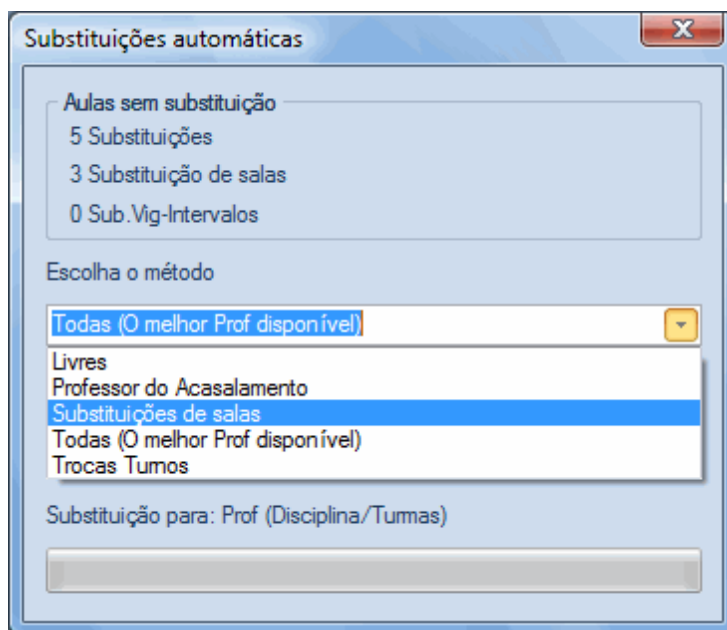 Substituições automáticas
Aulas sem substituição
5 Substituições
3 Substituição de salas
0 Sub.Vig-Intervalos
Escolha o método
Todas (O melhor Prof disponível)
Livres
Professor do Acasalamento
Substituições de salas
Todas (O melhor Prof disponível)
Trocas Turnos
Substituição para: Prof (Disciplina/Turmas)